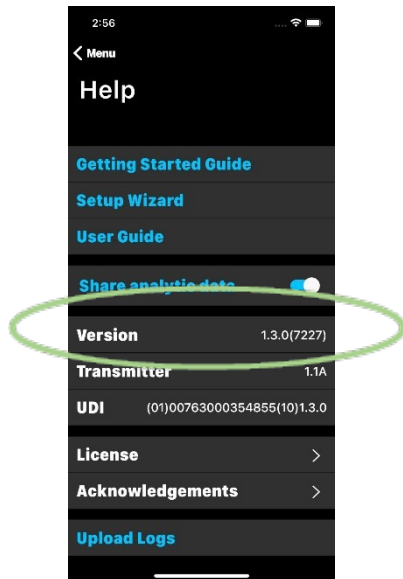 2:56
Menu
Help
Getting Started Guide
Setup Wizard
User Guide
Share analytic data
Version 1.3.0(7227)
Transmitter 1.1A
UDI (01)00763000354855(10)1.3.0
License
Acknowledgements
Upload Logs